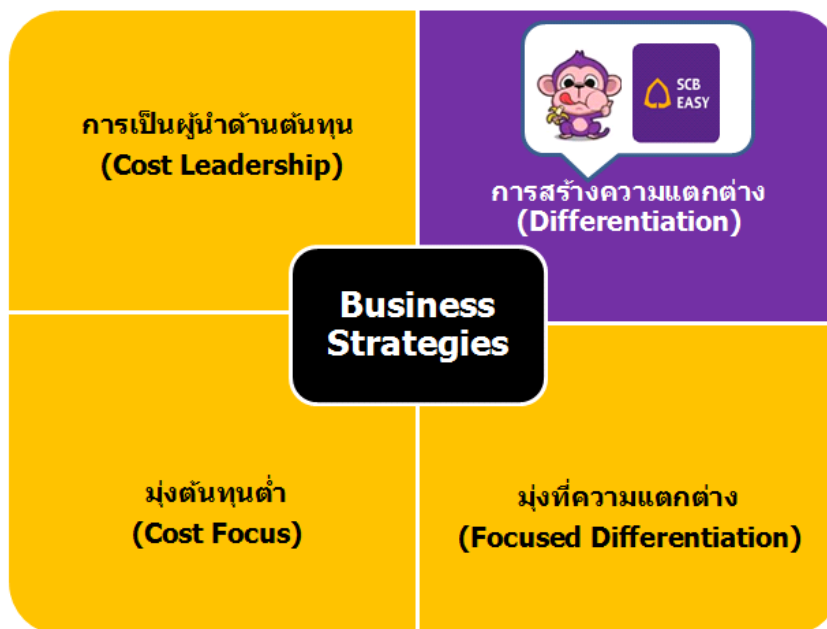 การเป็นผู้นำด้านต้นทุน
(Cost Leadership)
SCB
EASY
การสร้างความแตกต่าง
(Differentiation)
Business
Strategies
มุ่งต้นทุนต่ำ
(Cost Focus)
มุ่งที่ความแตกต่าง
(Focused Differentiation)